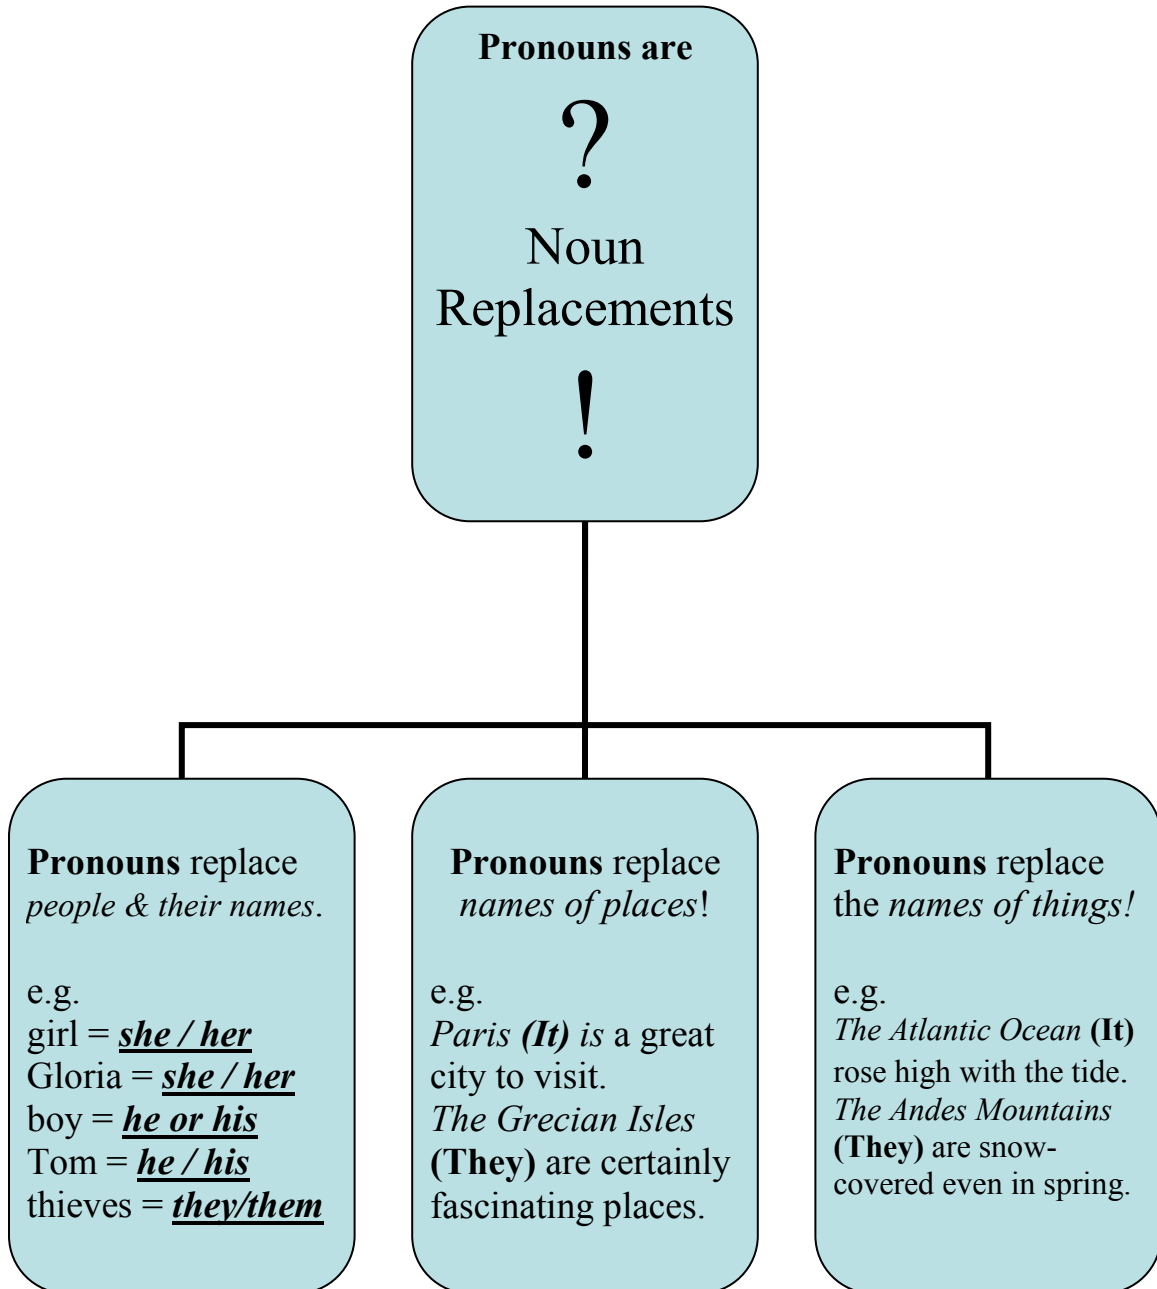 Pronouns are
?
Noun
Replacements
!
Pronouns replace
people & their names.
e.g.
girl = she / her
Gloria = she / her
boy = he or his
Tom = he / his
thieves = they/them
Pronouns replace
names of places!
e.g.
Paris (It) is a great
city to visit.
The Grecian Isles
(They) are certainly
fascinating places.
Pronouns replace
the names of things!
e.g.
The Atlantic Ocean (It)
rose high with the tide.
The Andes Mountains
(They) are snow-
covered even in spring.